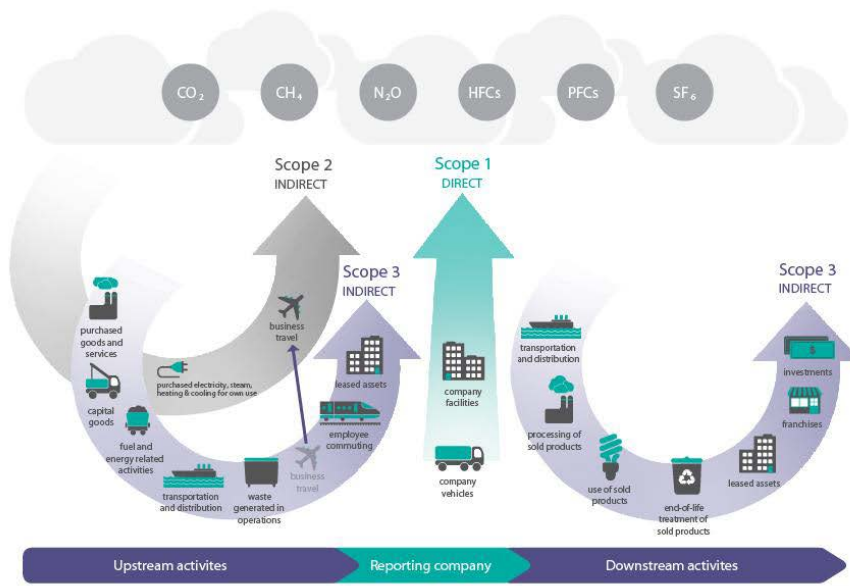 CO₂
CH₄
N₂O
HFCs
PFCs
SF₆
Scope 2
INDIRECT
Scope 1
DIRECT
Scope 3
INDIRECT
Scope 3
INDIRECT
purchased
goods and
services
capital
goods
fuel and
energy related
activities
purchased electricity, steam,
heating & cooling for own use
business
travel
transportation
and distribution
waste
generated in
operations
business
travel
employee
commuting
leased assets
company
facilities
company
vehicles
transportation
and distribution
processing of
sold products
use of sold
products
end-of-life
treatment of
sold products
leased assets
franchises
$
investments
Upstream activites
Reporting company
Downstream activites